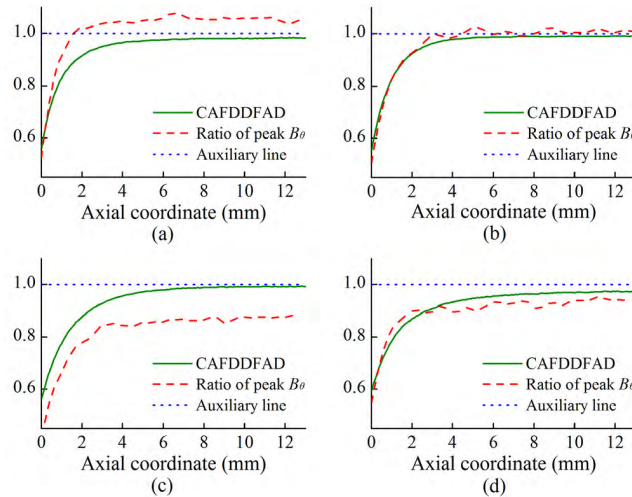 1.0
0.8
0.6
CAFDDFAD
Ratio of peak Bθ
Auxiliary line
0 2 4 6 8 10 12
Axial coordinate (mm)
(a)
1.0
0.8
0.6
CAFDDFAD
Ratio of peak Bθ
Auxiliary line
0 2 4 6 8 10 12
Axial coordinate (mm)
(b)
1.0
0.8
0.6
CAFDDFAD
Ratio of peak Bθ
Auxiliary line
0 2 4 6 8 10 12
Axial coordinate (mm)
(c)
1.0
0.8
0.6
CAFDDFAD
Ratio of peak Bθ
Auxiliary line
0 2 4 6 8 10 12
Axial coordinate (mm)
(d)